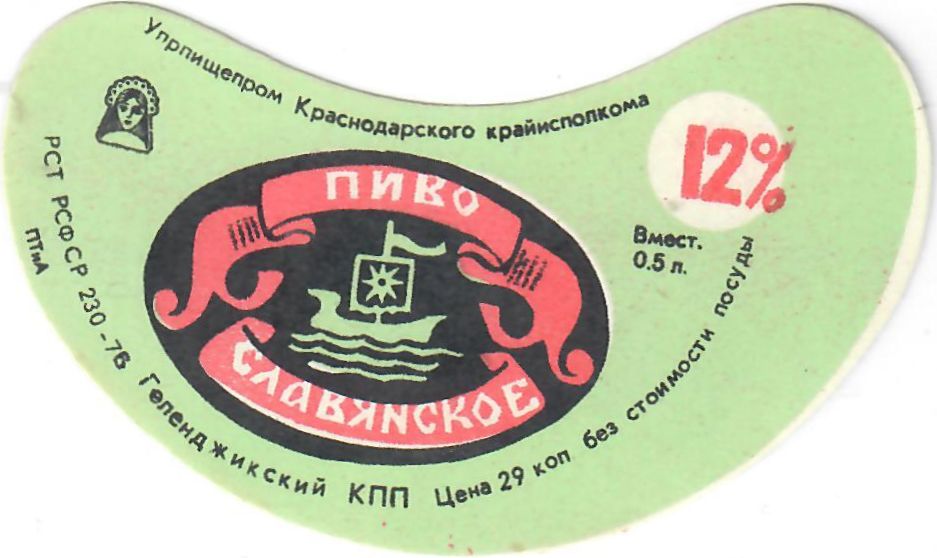 Упрпищепром Краснодарского крайисполкома
12%
Вмест.
0.5 л.
ПИВО
СЛАВЯНСКОЕ
РСТ РСФСР 230-76 Геленджикский КПП Цена 29 коп без стоимости посуды
ПТиА